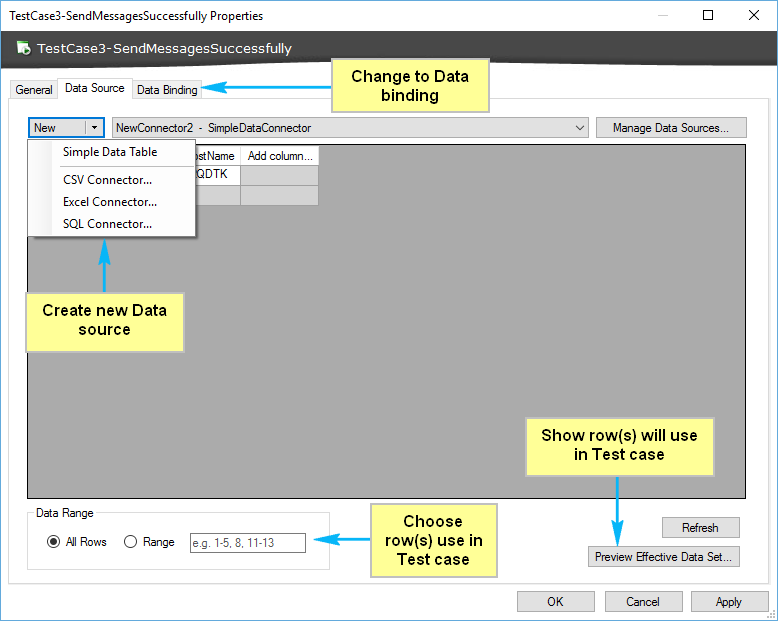 TestCase3-SendMessagesSuccessfully Properties
TestCase3-SendMessagesSuccessfully
General
Data Source
Data Binding
Change to Data
binding
New
NewConnector2 - SimpleDataConnector
Manage Data Sources...
Simple Data Table
CSV Connector...
Excel Connector...
SQL Connector...
ostName
Add column...
QDTK
Create new Data
source
Show row(s) will use
in Test case
Data Range
All Rows
Range
e.g. 1-5, 8, 11-13
Choose
row(s) use in
Test case
Refresh
Preview Effective Data Set...
OK
Cancel
Apply